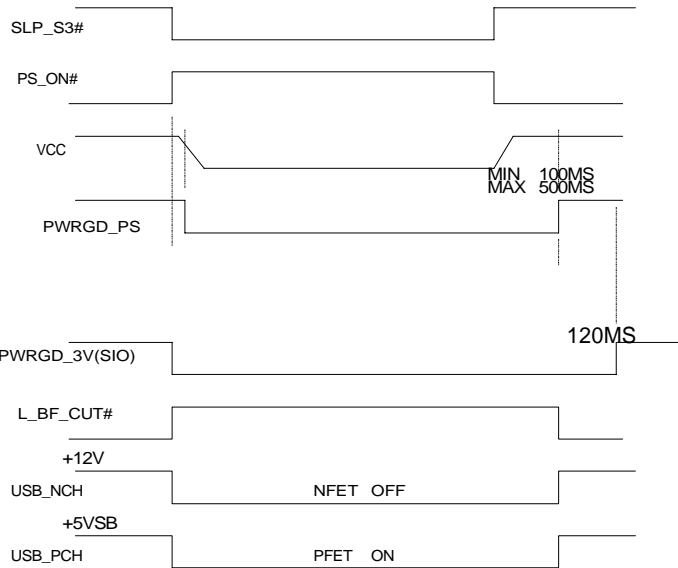 SLP_S3#
PS_ON#
VCC
MIN 100MS
MAX 500MS
PWRGD_PS
120MS
PWRGD_3V(SIO)
L_BF_CUT#
+12V
USB_NCH
NFET OFF
+5VSB
USB_PCH
PFET ON